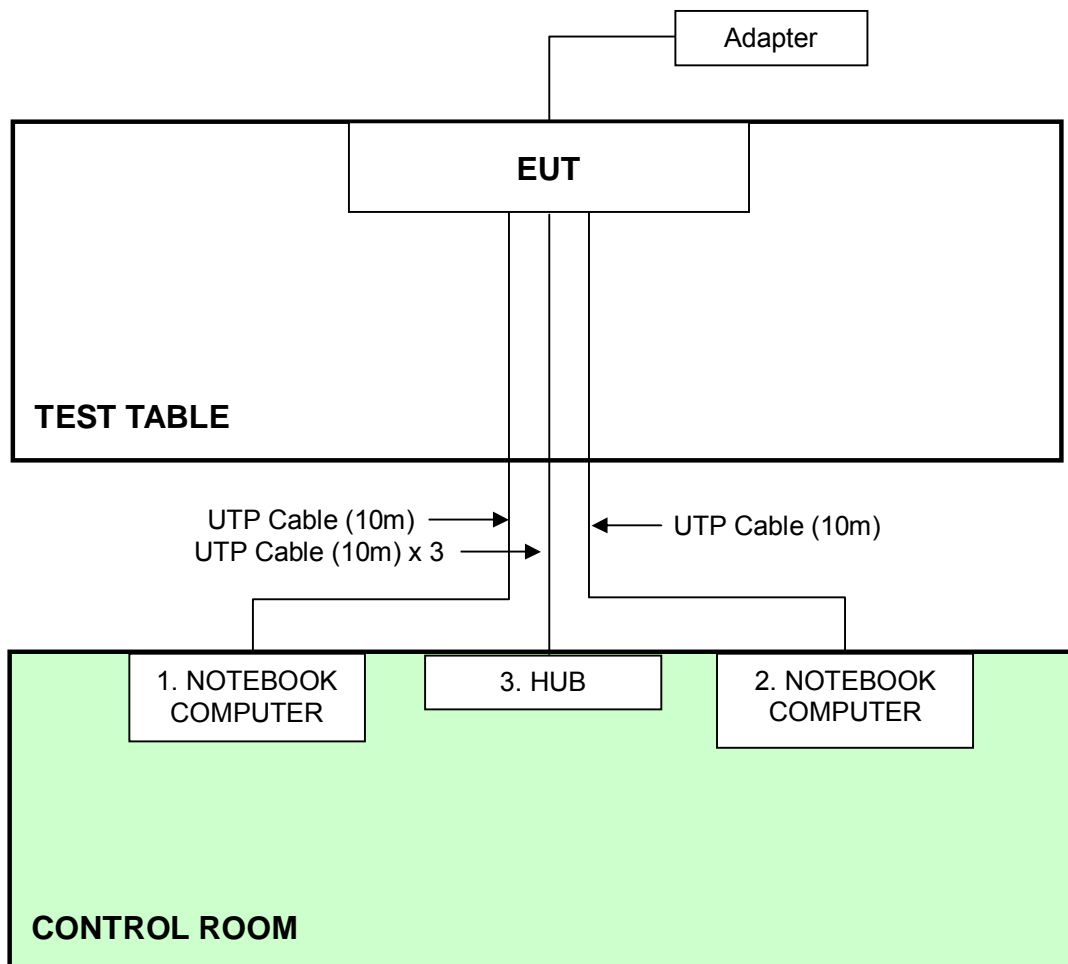 Adapter
EUT
TEST TABLE
UTP Cable (10m)
UTP Cable (10m) x 3
UTP Cable (10m)
1. NOTEBOOK
COMPUTER
3. HUB
2. NOTEBOOK
COMPUTER
CONTROL ROOM